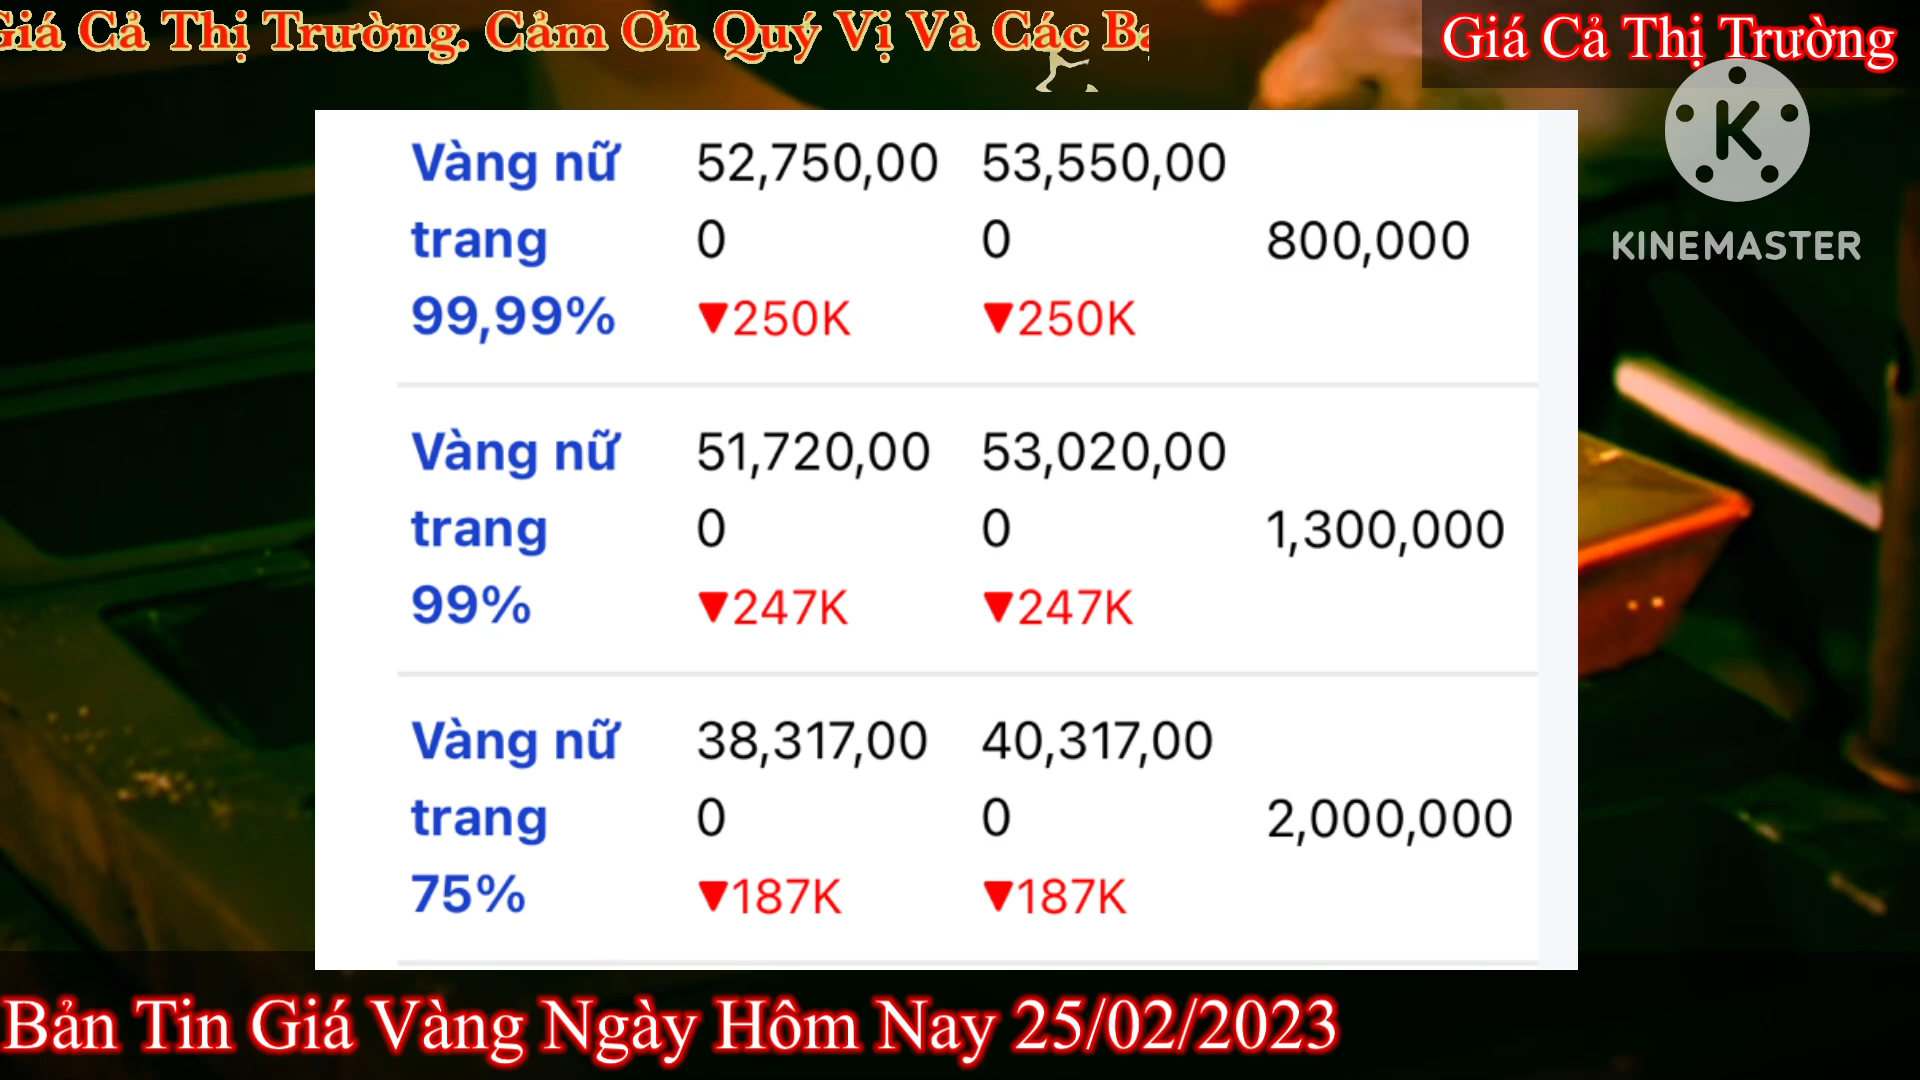 Giá Cả Thị Trường. Cảm Ơn Quý Vị Và Các
Giá Cả Thị Trường
KINEMASTER
Vàng nữ 52,750,00 53,550,00
trang 0 0 800,000
99,99% ▼250K ▼250K
Vàng nữ 51,720,00 53,020,00
trang 0 0 1,300,000
99% ▼247K ▼247K
Vàng nữ 38,317,00 40,317,00
trang 0 0 2,000,000
75% ▼187K ▼187K
Bản Tin Giá Vàng Ngày Hôm Nay 25/02/2023